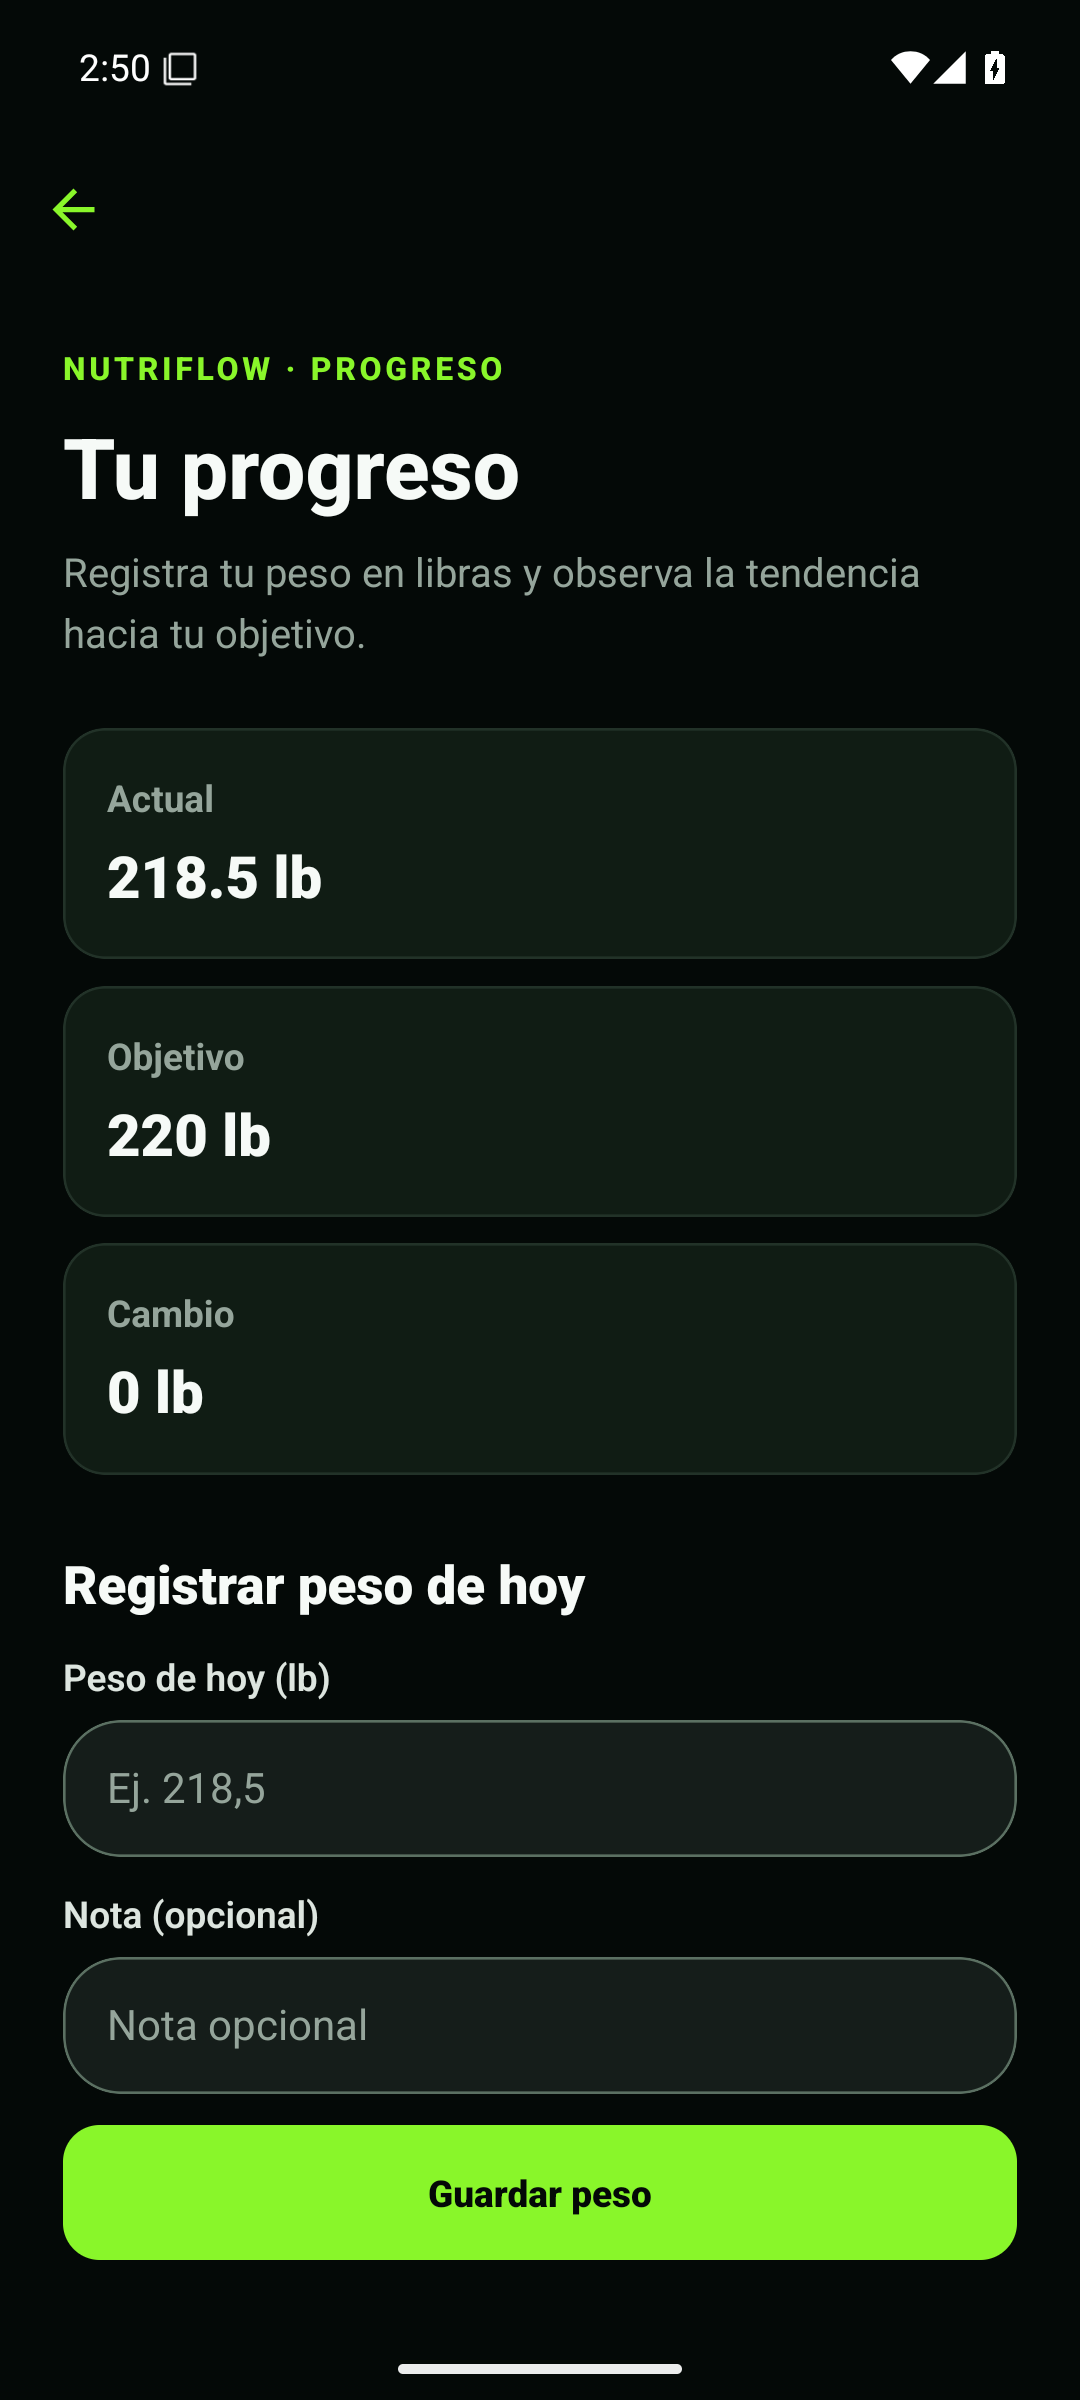 2:50
NUTRIFLOW · PROGRESO
Tu progreso
Registra tu peso en libras y observa la tendencia
hacia tu objetivo.
Actual
218.5 lb
Objetivo
220 lb
Cambio
0 lb
Registrar peso de hoy
Peso de hoy (lb)
Ej. 218,5
Nota (opcional)
Nota opcional
Guardar peso